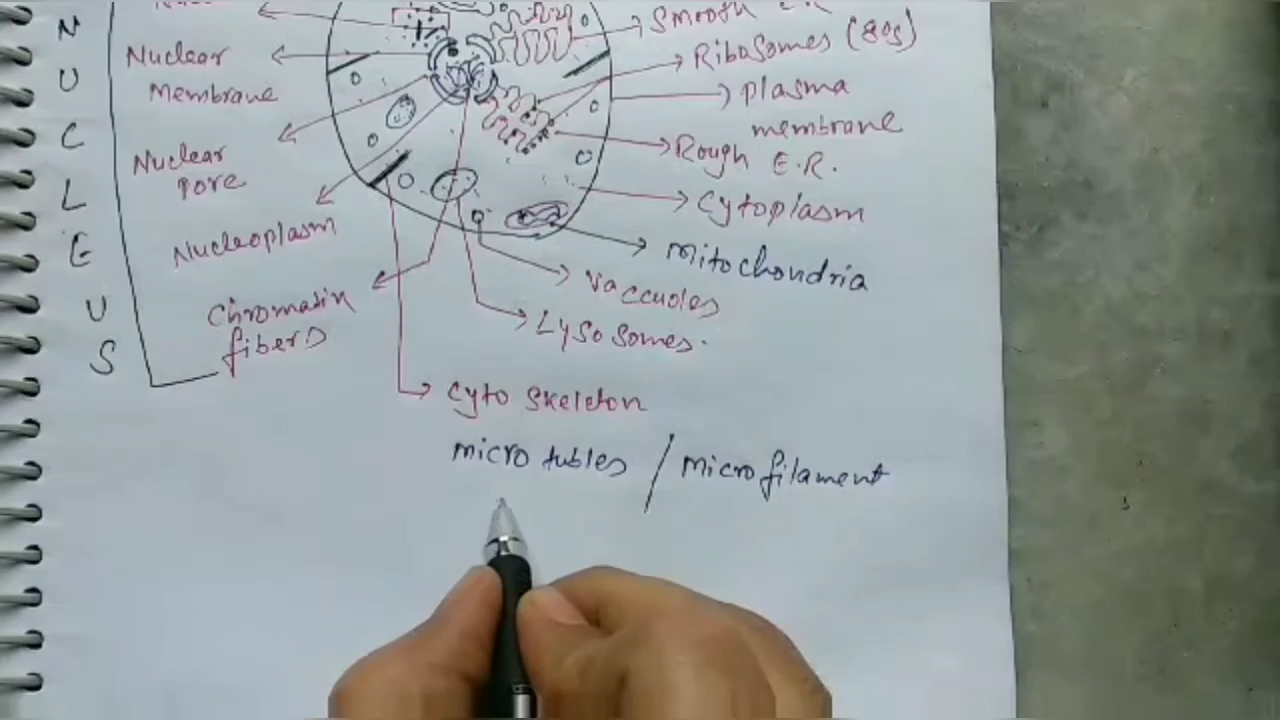 N
U
C
L
E
U
S
Nuclear
Membrane
Nuclear
pore
Nucleoplasm
Chromatin
fibers
Smooth
Ribosomes (80s)
plasma
membrane
Rough E.R.
Cytoplasm
Mitochondria
Vaccuoles
Lysosomes.
Cyto Skeleton
micro tubles / Microfilament